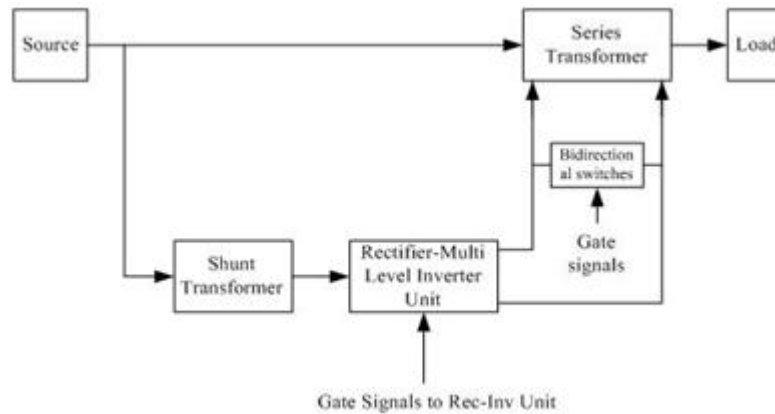 Source
Series
Transformer
Load
Bidirection
al switches
Gate
signals
Shunt
Transformer
Rectifier-Multi
Level Inverter
Unit
Gate Signals to Rec-Inv Unit